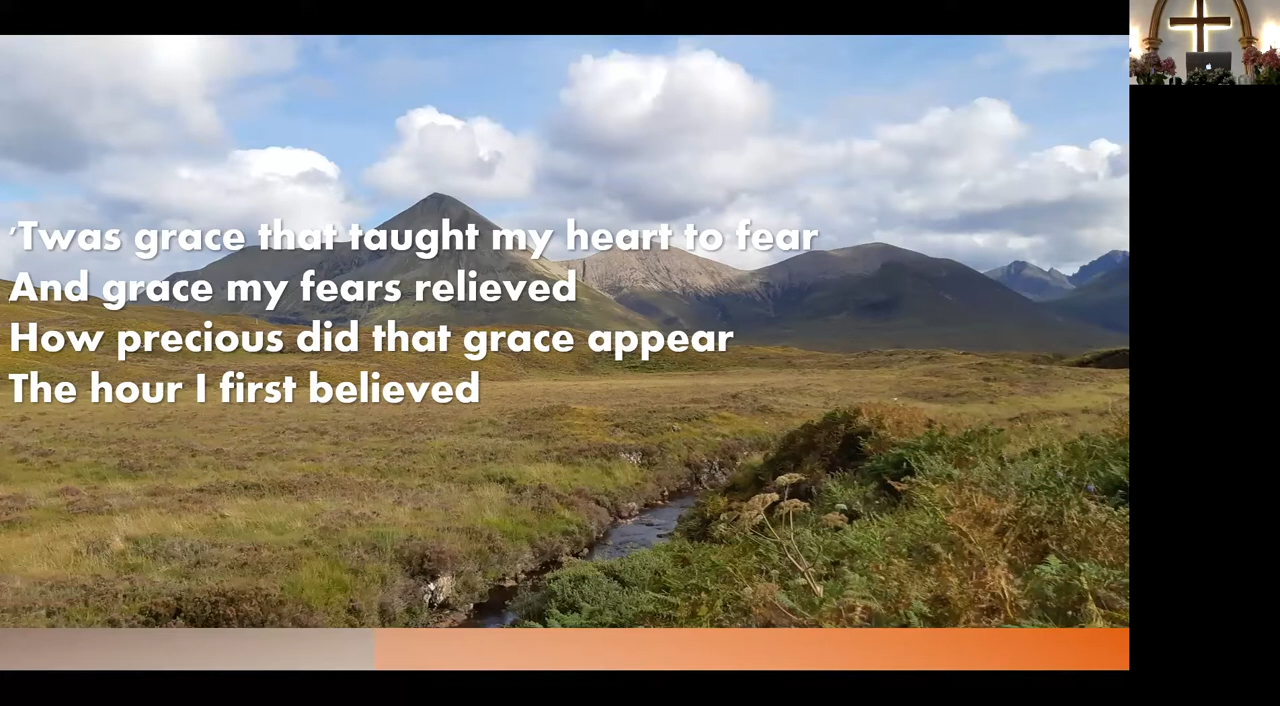 'Twas grace that taught my heart to fear
And grace my fears relieved
How precious did that grace appear
The hour I first believed